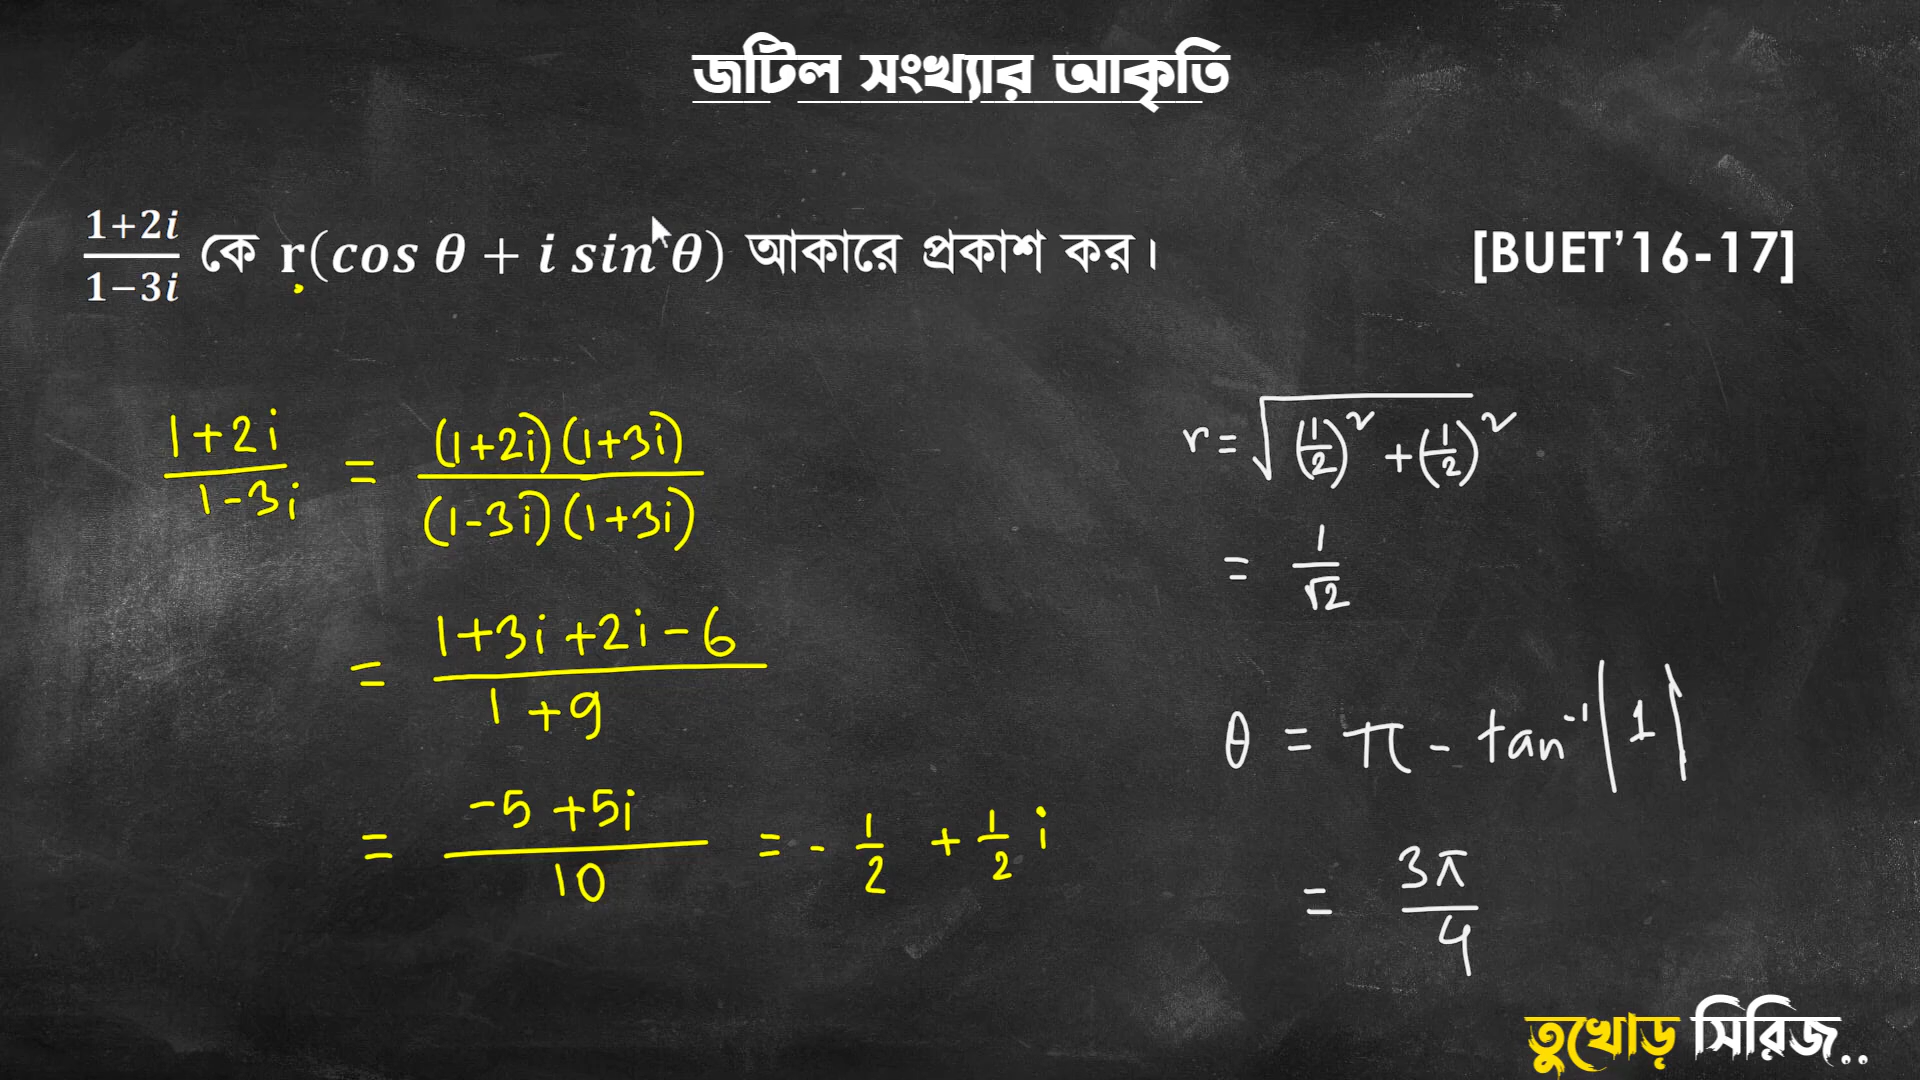 জটিল সংখ্যার আকৃতি
(1+2i)/(1−3i) কে r(cos θ + i sin θ) আকারে প্রকাশ কর। [BUET’16-17]
(1+2i)/(1-3i) = ((1+2i)(1+3i))/((1-3i)(1+3i))
= (1+3i+2i-6)/(1+9)
= (-5+5i)/10 = -1/2 + 1/2 i
r = √((1/2)² + (1/2)²)
= 1/√2
θ = π - tan⁻¹|1|
= 3π/4
তুখোড় সিরিজ..